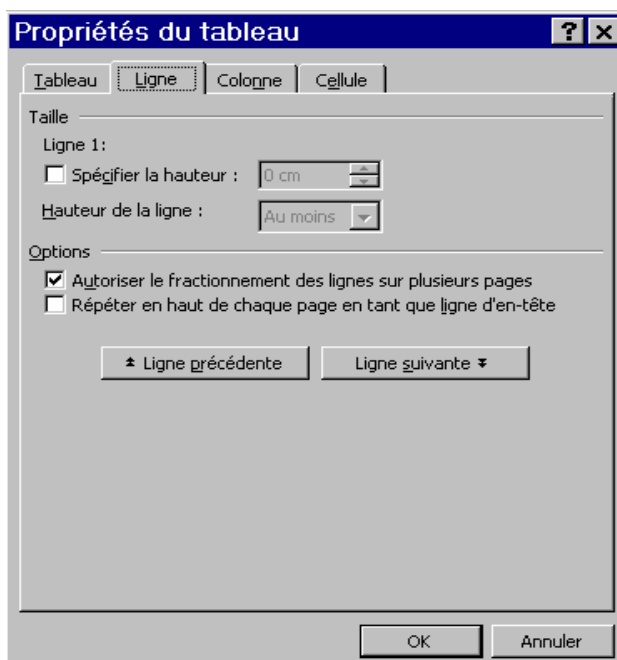 Propriétés du tableau
Tableau Ligne Colonne Cellule
Taille
Ligne 1:
Spécifier la hauteur : 0 cm
Hauteur de la ligne : Au moins
Options
Autoriser le fractionnement des lignes sur plusieurs pages
Répéter en haut de chaque page en tant que ligne d'en-tête
Ligne précédente Ligne suivante
OK Annuler